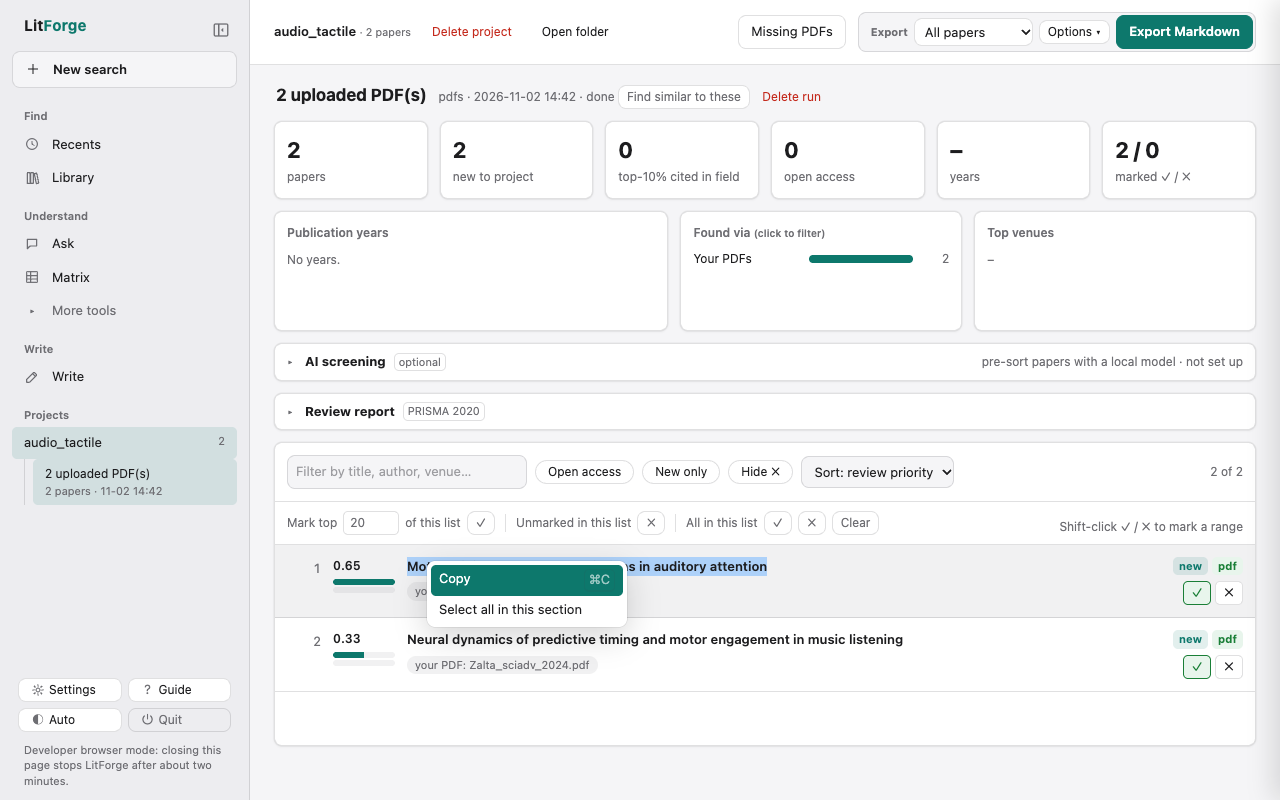 LitForge
New search
Find
Recents
Library
Understand
Ask
Matrix
More tools
Write
Write
Projects
audio_tactile 2
2 uploaded PDF(s)
2 papers · 11-02 14:42
Settings
? Guide
Auto
Quit
Developer browser mode: closing this
page stops LitForge after about two
minutes.
audio_tactile · 2 papers Delete project Open folder Missing PDFs Export All papers Options ▾ Export Markdown
2 uploaded PDF(s) pdfs · 2026-11-02 14:42 · done Find similar to these Delete run
2
papers
2
new to project
0
top-10% cited in field
0
open access
–
years
2 / 0
marked ✓ / ✕
Publication years
No years.
Found via (click to filter)
Your PDFs 2
Top venues
–
AI screening optional pre-sort papers with a local model · not set up
Review report PRISMA 2020
Filter by title, author, venue... Open access New only Hide ✕ Sort: review priority 2 of 2
Mark top 20 of this list ✓ Unmarked in this list ✕ All in this list ✓ ✕ Clear Shift-click ✓ / ✕ to mark a range
1 0.65 in auditory attention new pdf
✓ ✕
Copy ⌘C
Select all in this section
2 0.33 Neural dynamics of predictive timing and motor engagement in music listening new pdf
your PDF: Zalta_sciadv_2024.pdf ✓ ✕